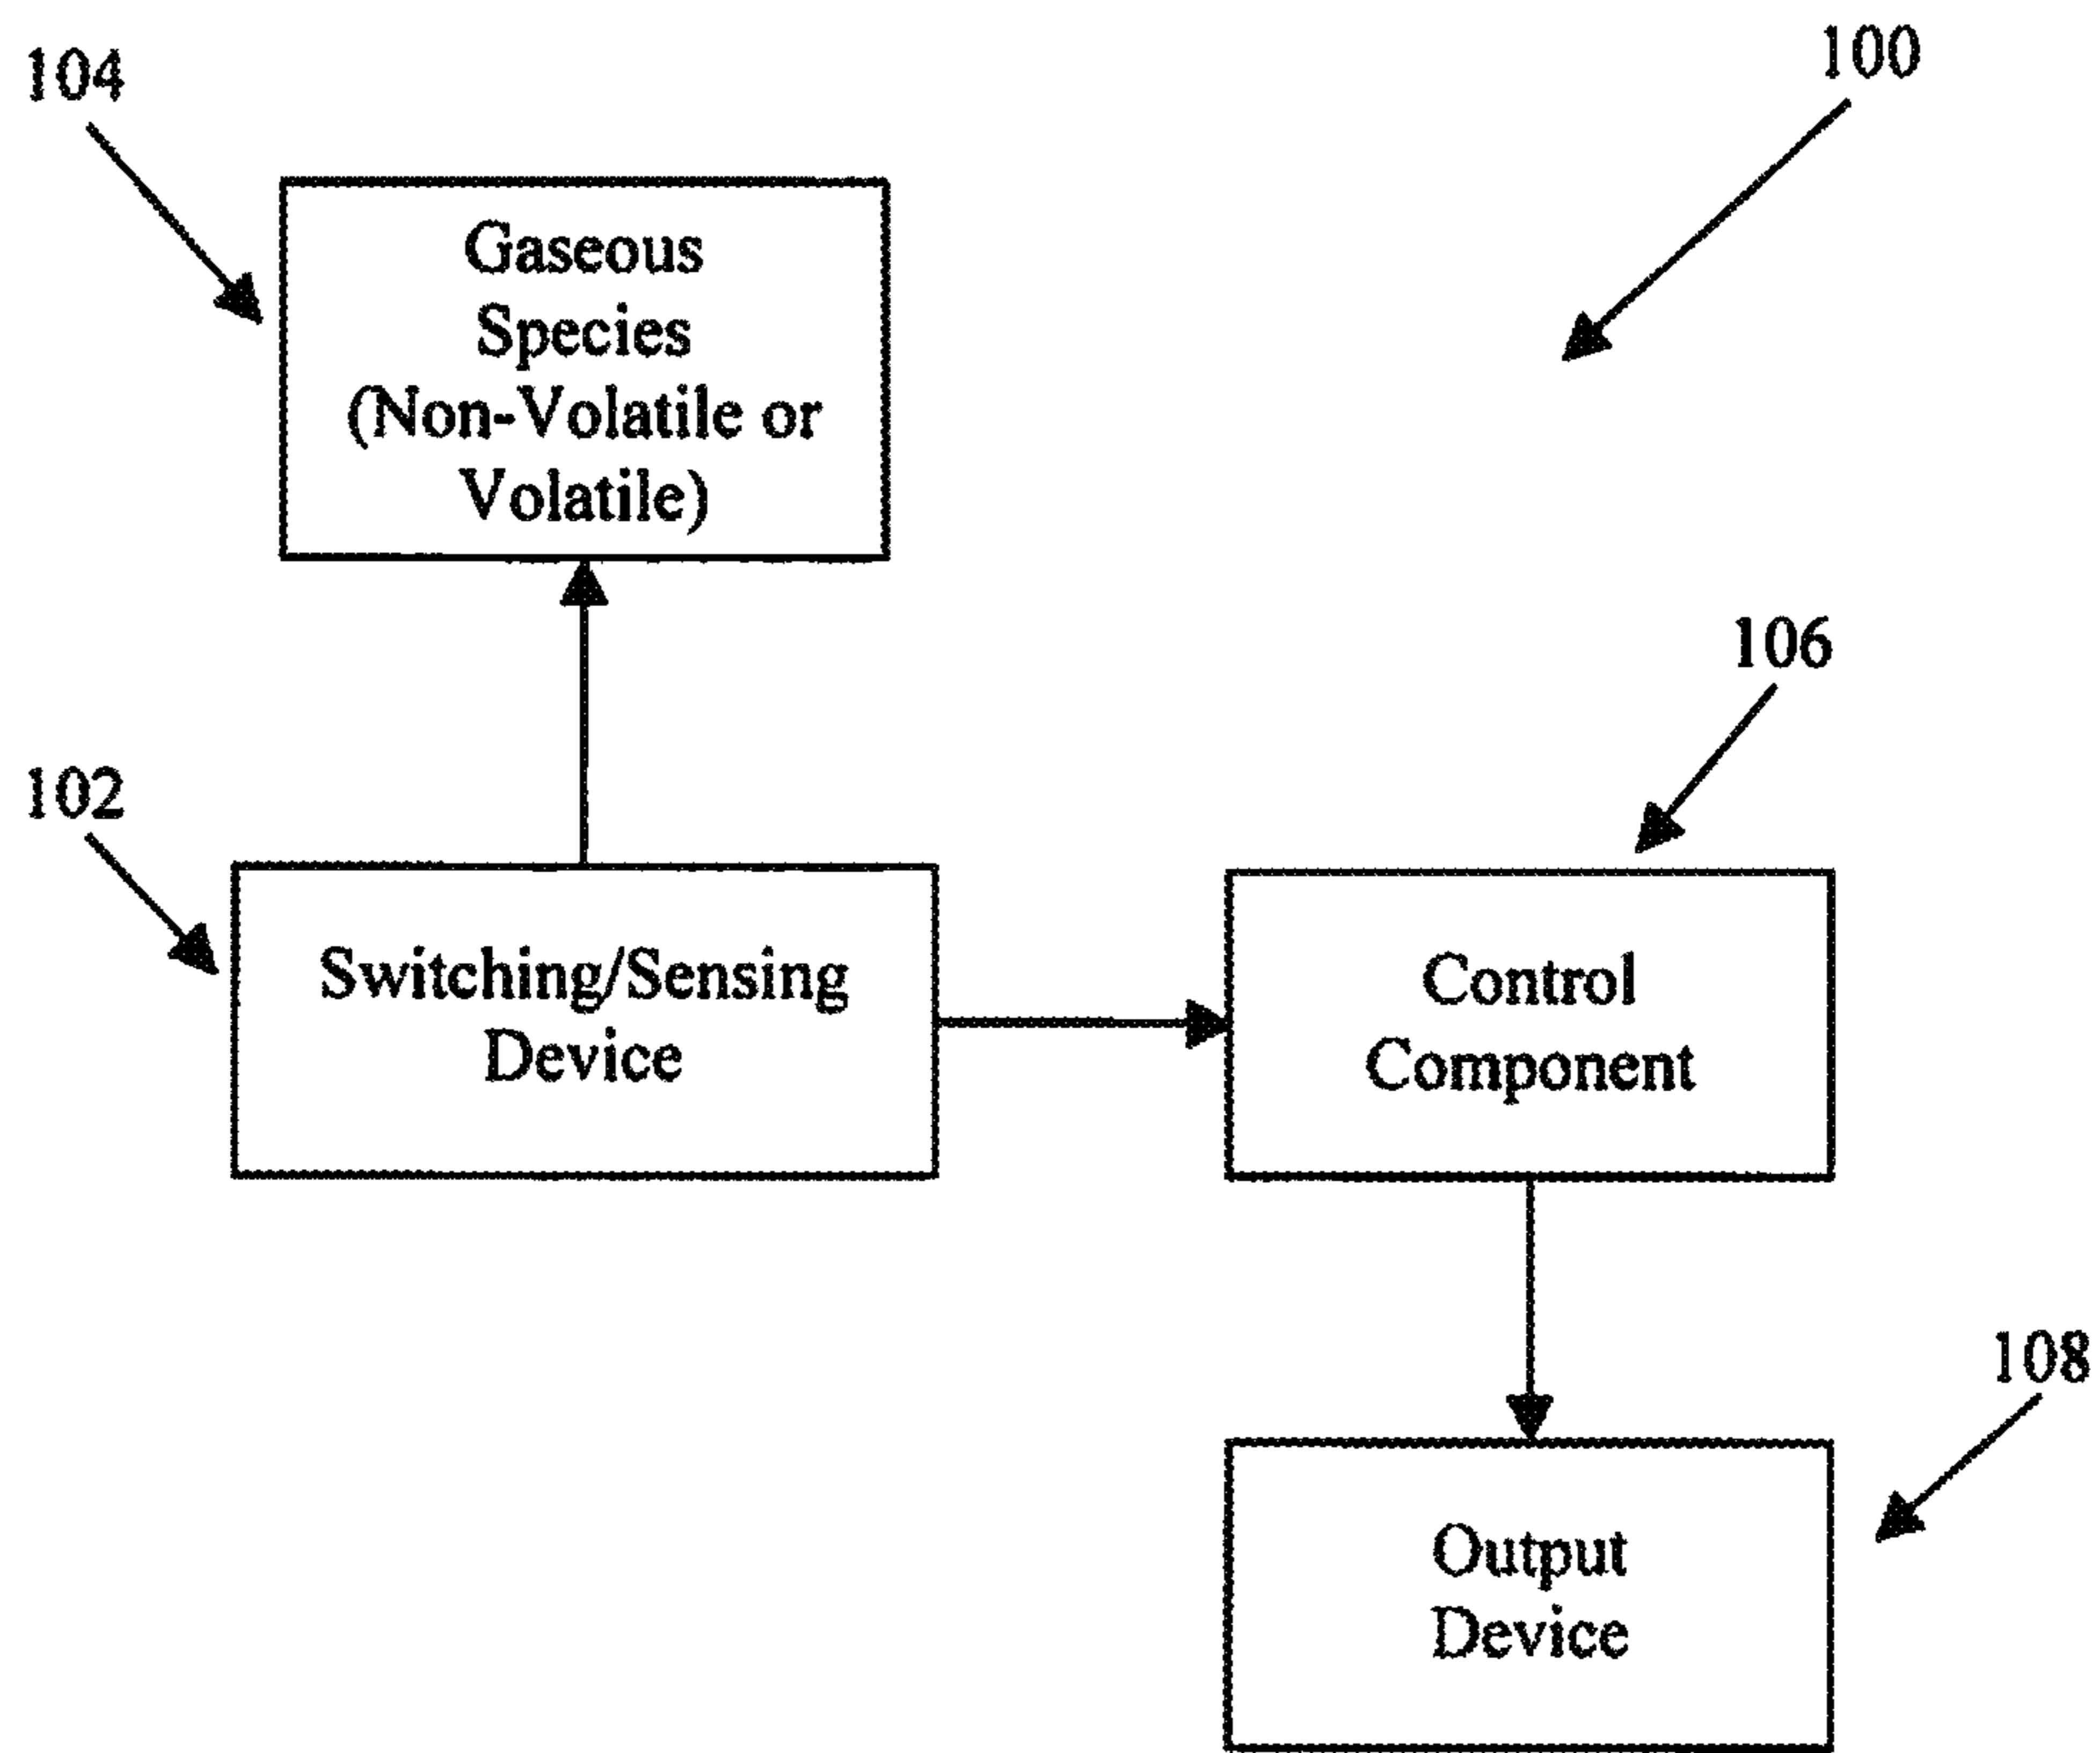 104
100
Gaseous
Species
(Non-Volatile or
Volatile)
106
102
Switching/Sensing
Device
Control
Component
108
Output
Device